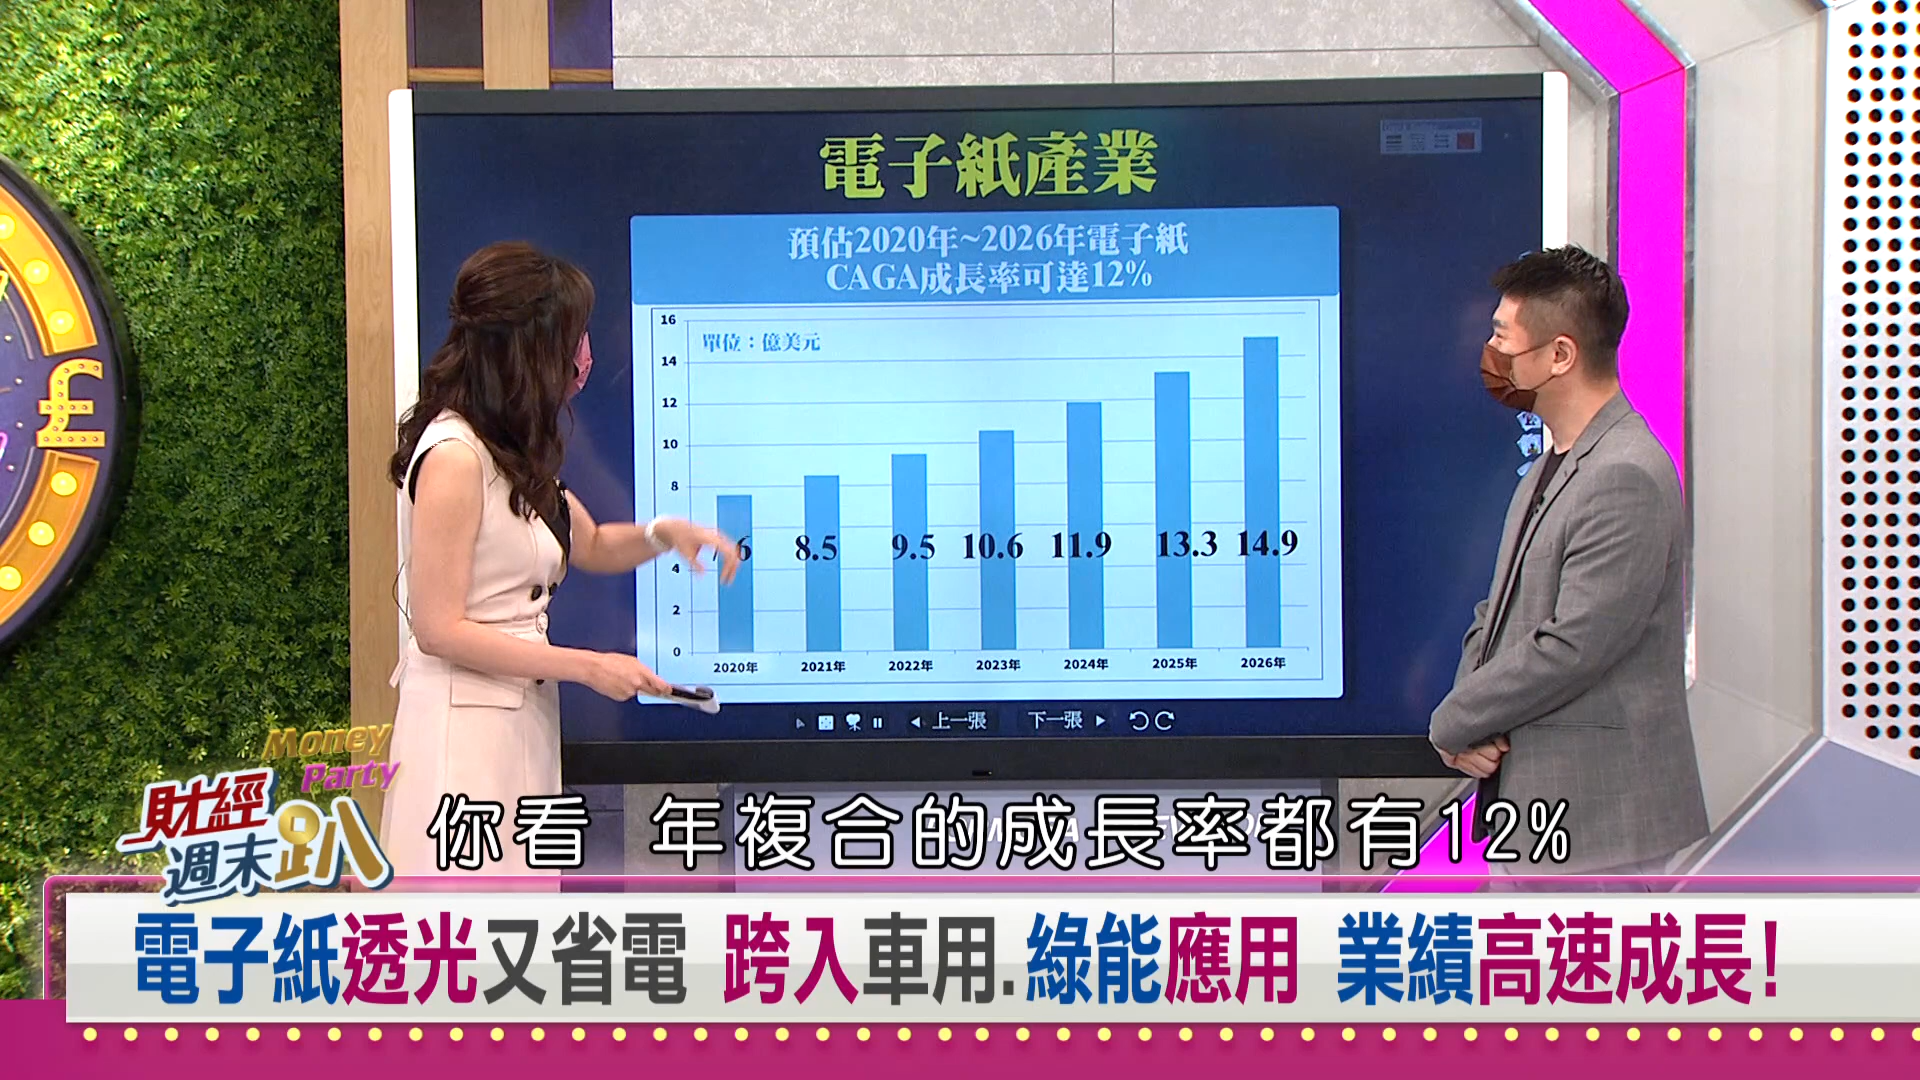 電子紙產業
預估2020年~2026年電子紙
CAGA成長率可達12%
單位：億美元
16
14
12
10
8
4
2
0
8.5
9.5
10.6
11.9
13.3
14.9
2020年
2021年
2022年
2023年
2024年
2025年
2026年
上一張
下一張
Money
Party
財經
週末趴
你看 年複合的成長率都有12%
電子紙透光又省電 跨入車用.綠能應用 業績高速成長!